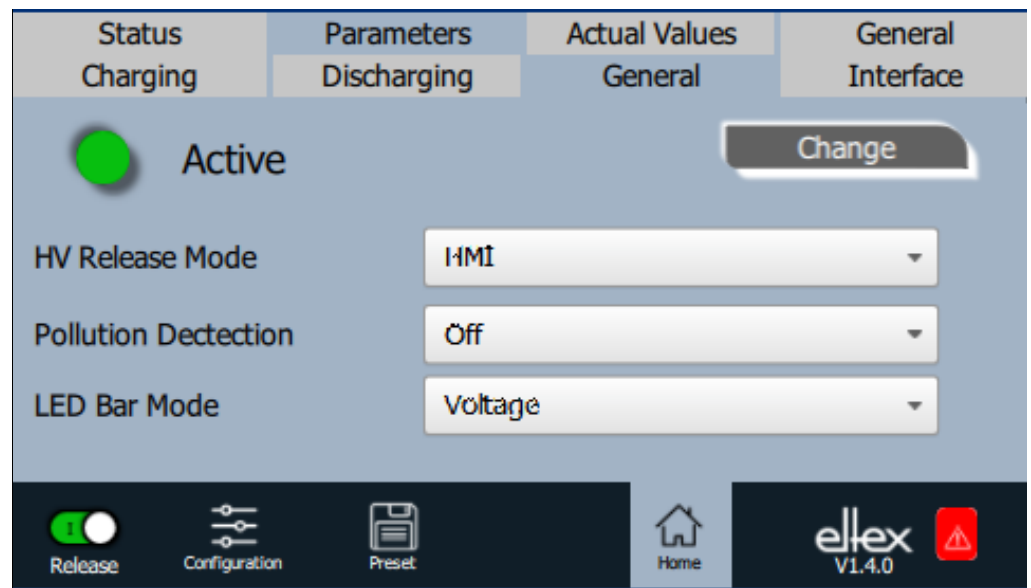 Status Parameters Actual Values General
Charging Discharging General Interface
Active Change
HV Release Mode HMI
Pollution Dectection Off
LED Bar Mode Voltage
I
Release Configuration Preset Home eltex V1.4.0